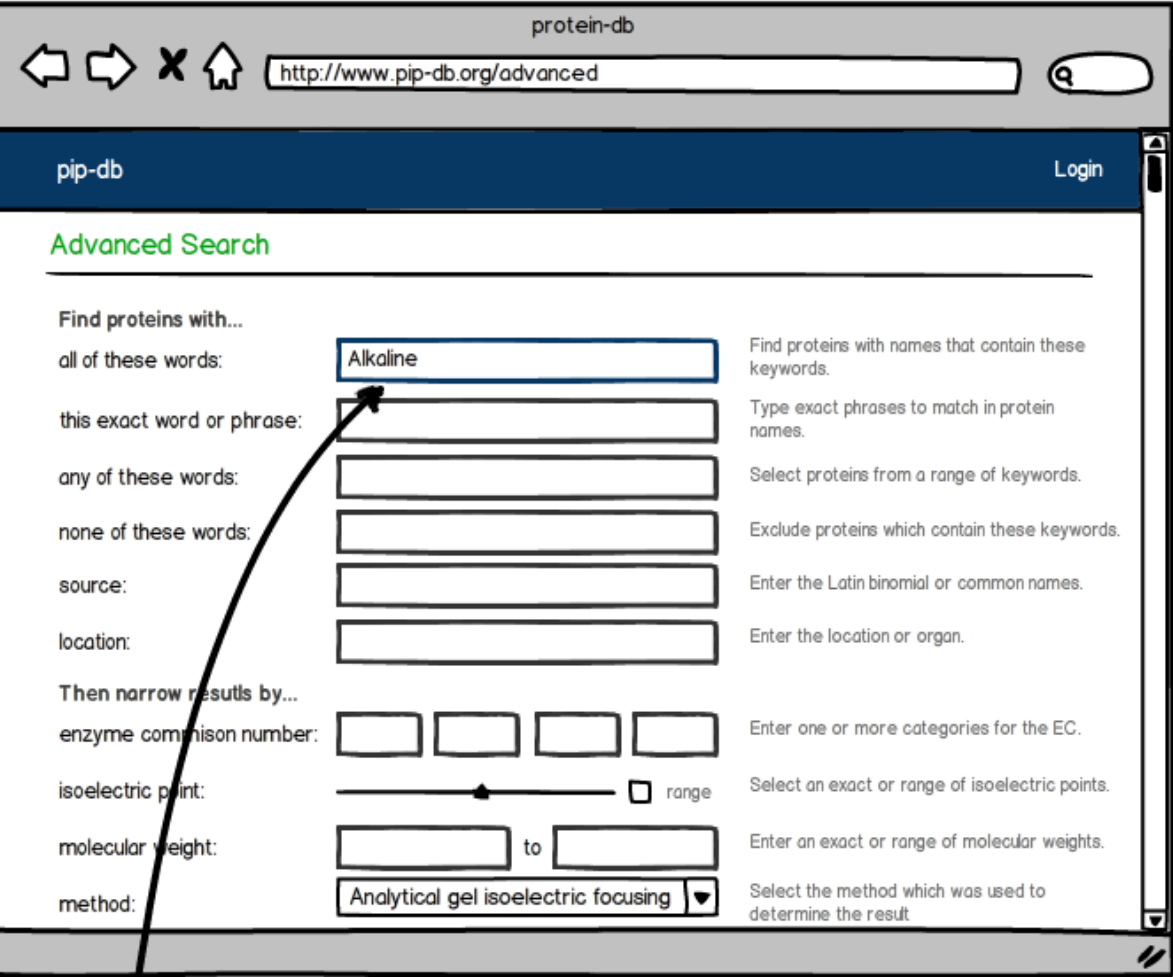 protein-db
http://www.pip-db.org/advanced
pip-db
Login
Advanced Search
Find proteins with...
all of these words:
Alkaline
Find proteins with names that contain these
keywords.
this exact word or phrase:
Type exact phrases to match in protein
names.
any of these words:
Select proteins from a range of keywords.
none of these words:
Exclude proteins which contain these keywords.
source:
Enter the Latin binomial or common names.
location:
Enter the location or organ.
Then narrow resutls by...
enzyme commison number:
Enter one or more categories for the EC.
isoelectric point:
range
Select an exact or range of isoelectric points.
molecular weight:
to
Enter an exact or range of molecular weights.
method:
Analytical gel isoelectric focusing
Select the method which was used to
determine the result